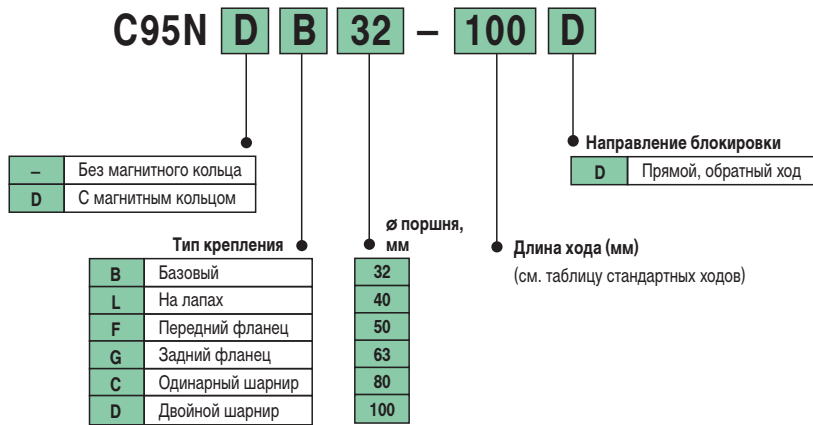 C95N D B 32 – 100 D
Направление блокировки
D Прямой, обратный ход
– Без магнитного кольца
D С магнитным кольцом
ø поршня,
мм
Тип крепления
Длина хода (мм)
(см. таблицу стандартных ходов)
B Базовый
L На лапах
F Передний фланец
G Задний фланец
C Одинарный шарнир
D Двойной шарнир
32
40
50
63
80
100